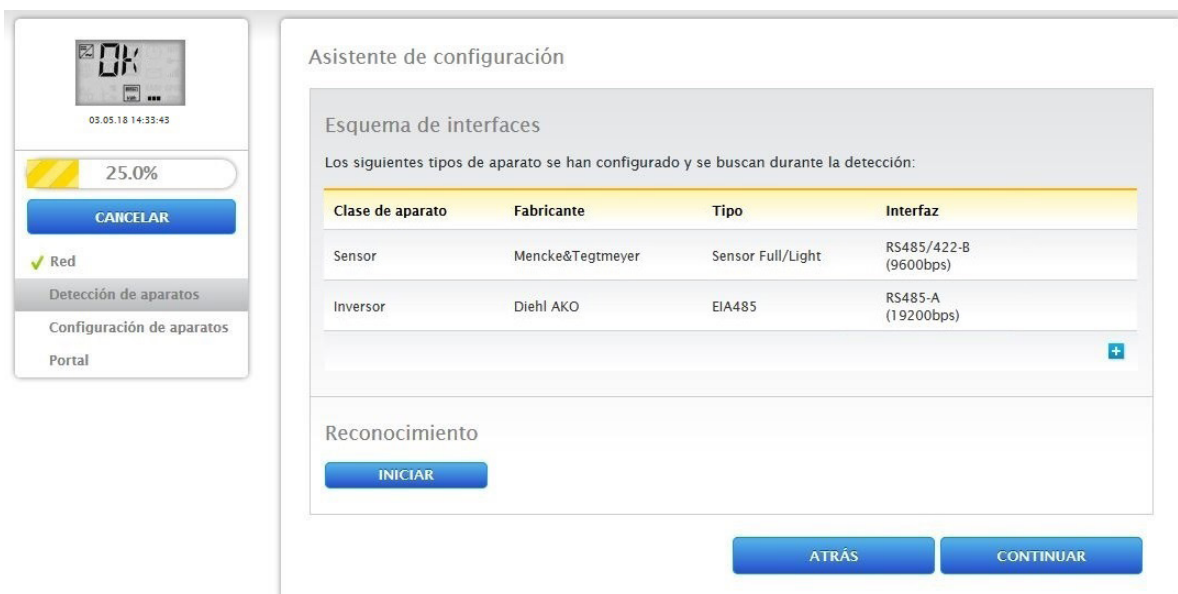 OK
03.05.18 14:33:43
25.0%
CANCELAR
Red
Detección de aparatos
Configuración de aparatos
Portal
Asistente de configuración
Esquema de interfaces
Los siguientes tipos de aparato se han configurado y se buscan durante la detección:
Clase de aparato Fabricante Tipo Interfaz
Sensor Mencke&Tegtmeyer Sensor Full/Light RS485/422-B
(9600bps)
Inversor Diehl AKO EIA485 RS485-A
(19200bps)
Reconocimiento
INICIAR
ATRÁS CONTINUAR